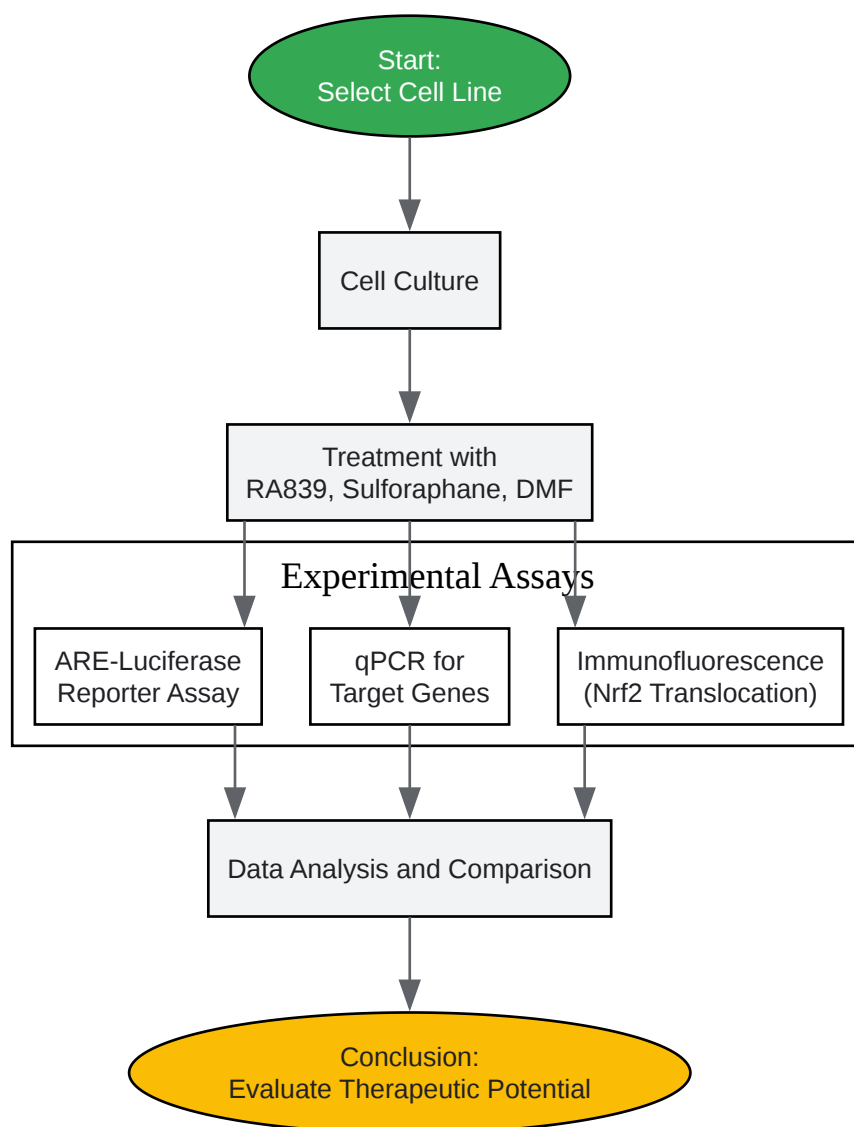 Start:
Select Cell Line
Cell Culture
Treatment with
RA839, Sulforaphane, DMF
Experimental Assays
ARE-Luciferase
Reporter Assay
qPCR for
Target Genes
Immunofluorescence
(Nrf2 Translocation)
Data Analysis and Comparison
Conclusion:
Evaluate Therapeutic Potential